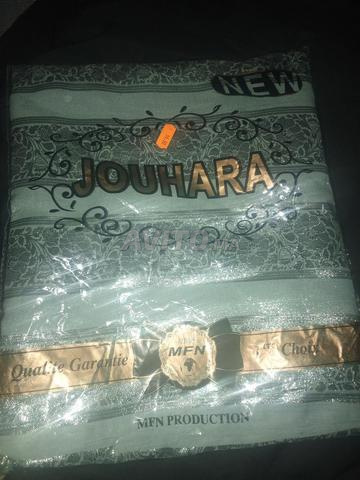 NEW
JOUHARA
Qualite Garantie
MFN
1er Choix
MFN PRODUCTION